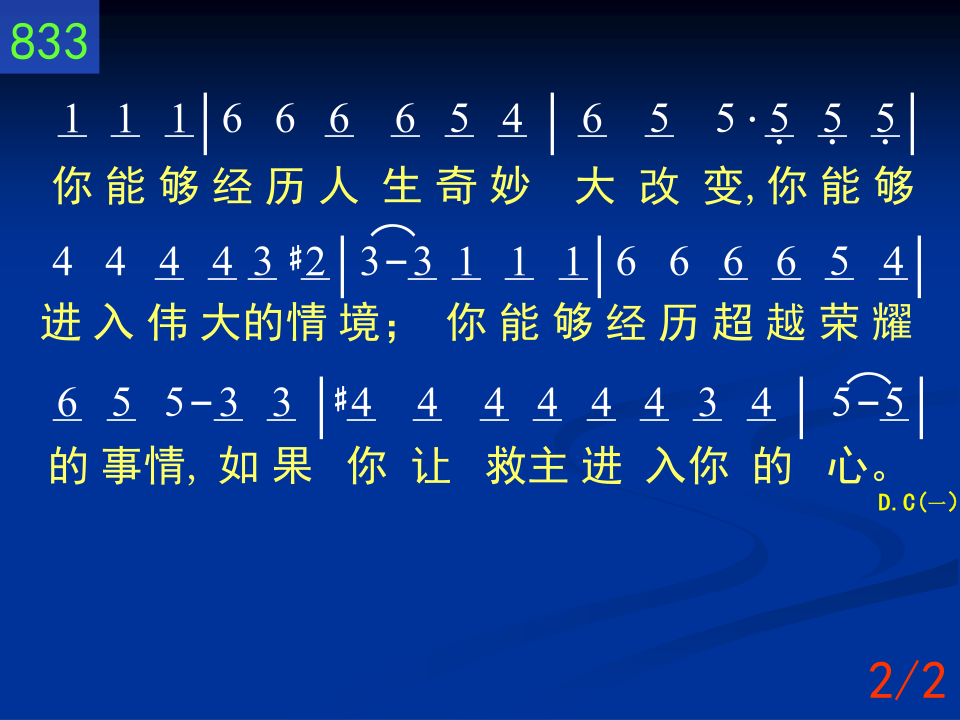 833
1 1 1 | 6 6 6 6 5 4 | 6 5 5 · 5 5 5 |
你能够经历人生奇妙 大改变,你能够
4 4 4 4 3 #2 | 3 - 3 1 1 1 | 6 6 6 6 5 4 |
进入伟大的情境； 你能够经历超越荣耀
6 5 5 - 3 3 | #4 4 4 4 4 4 3 4 | 5 - 5 |
的事情, 如果 你让 救主进入你的 心。
D.C(一)
2/2